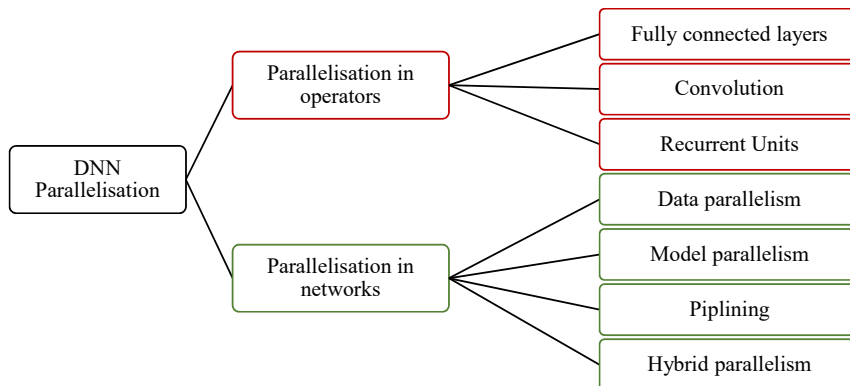 DNN
Parallelisation
Parallelisation in
operators
Fully connected layers
Convolution
Recurrent Units
Parallelisation in
networks
Data parallelism
Model parallelism
Piplining
Hybrid parallelism